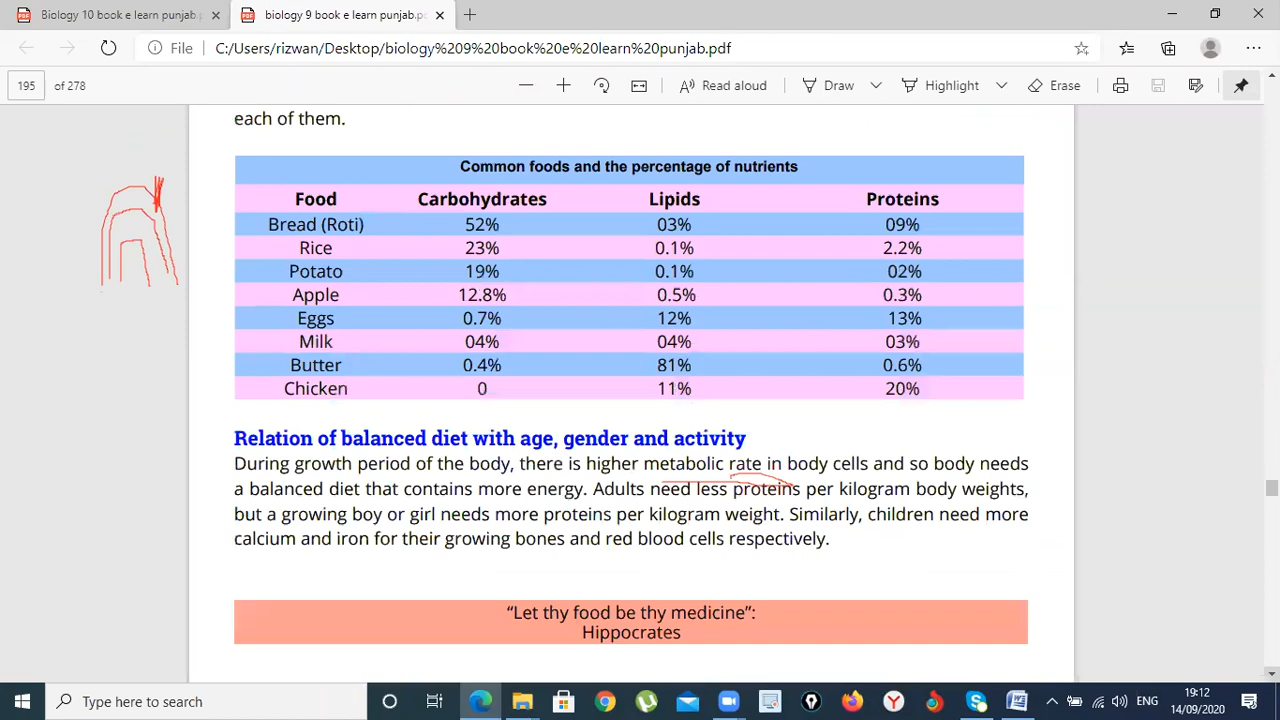 Biology 10 book e learn punjab.pd
biology 9 book e learn punjab.pd
File
C:/Users/rizwan/Desktop/biology%209%20book%20e%20learn%20punjab.pdf
195 of 278
Read aloud
Draw
Highlight
Erase
each of them.
Common foods and the percentage of nutrients
Food Carbohydrates Lipids Proteins
Bread (Roti) 52% 03% 09%
Rice 23% 0.1% 2.2%
Potato 19% 0.1% 02%
Apple 12.8% 0.5% 0.3%
Eggs 0.7% 12% 13%
Milk 04% 04% 03%
Butter 0.4% 81% 0.6%
Chicken 0 11% 20%
Relation of balanced diet with age, gender and activity
During growth period of the body, there is higher metabolic rate in body cells and so body needs
a balanced diet that contains more energy. Adults need less proteins per kilogram body weights,
but a growing boy or girl needs more proteins per kilogram weight. Similarly, children need more
calcium and iron for their growing bones and red blood cells respectively.
“Let thy food be thy medicine”:
Hippocrates
Type here to search
ENG
19:12
14/09/2020